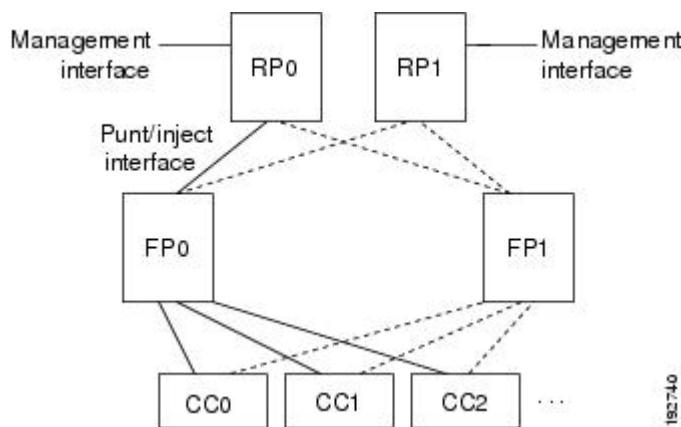 Management
interface
RP0
RP1
Management
interface
Punt/inject
interface
FP0
FP1
CC0
CC1
CC2
...
192740